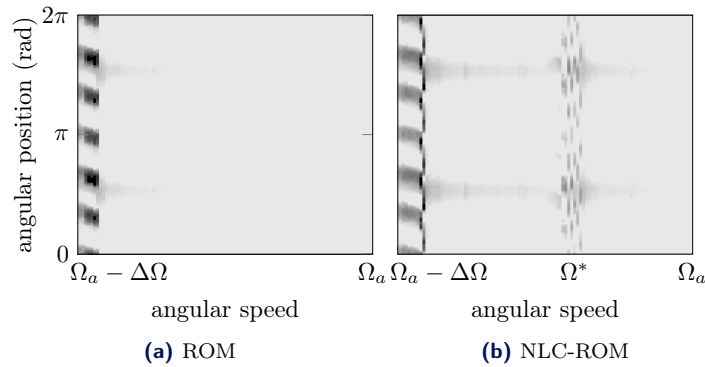 2π
π
0
angular position (rad)
Ω_a − ΔΩ
Ω_a
angular speed
(a) ROM
Ω_a − ΔΩ
Ω*
Ω_a
angular speed
(b) NLC-ROM